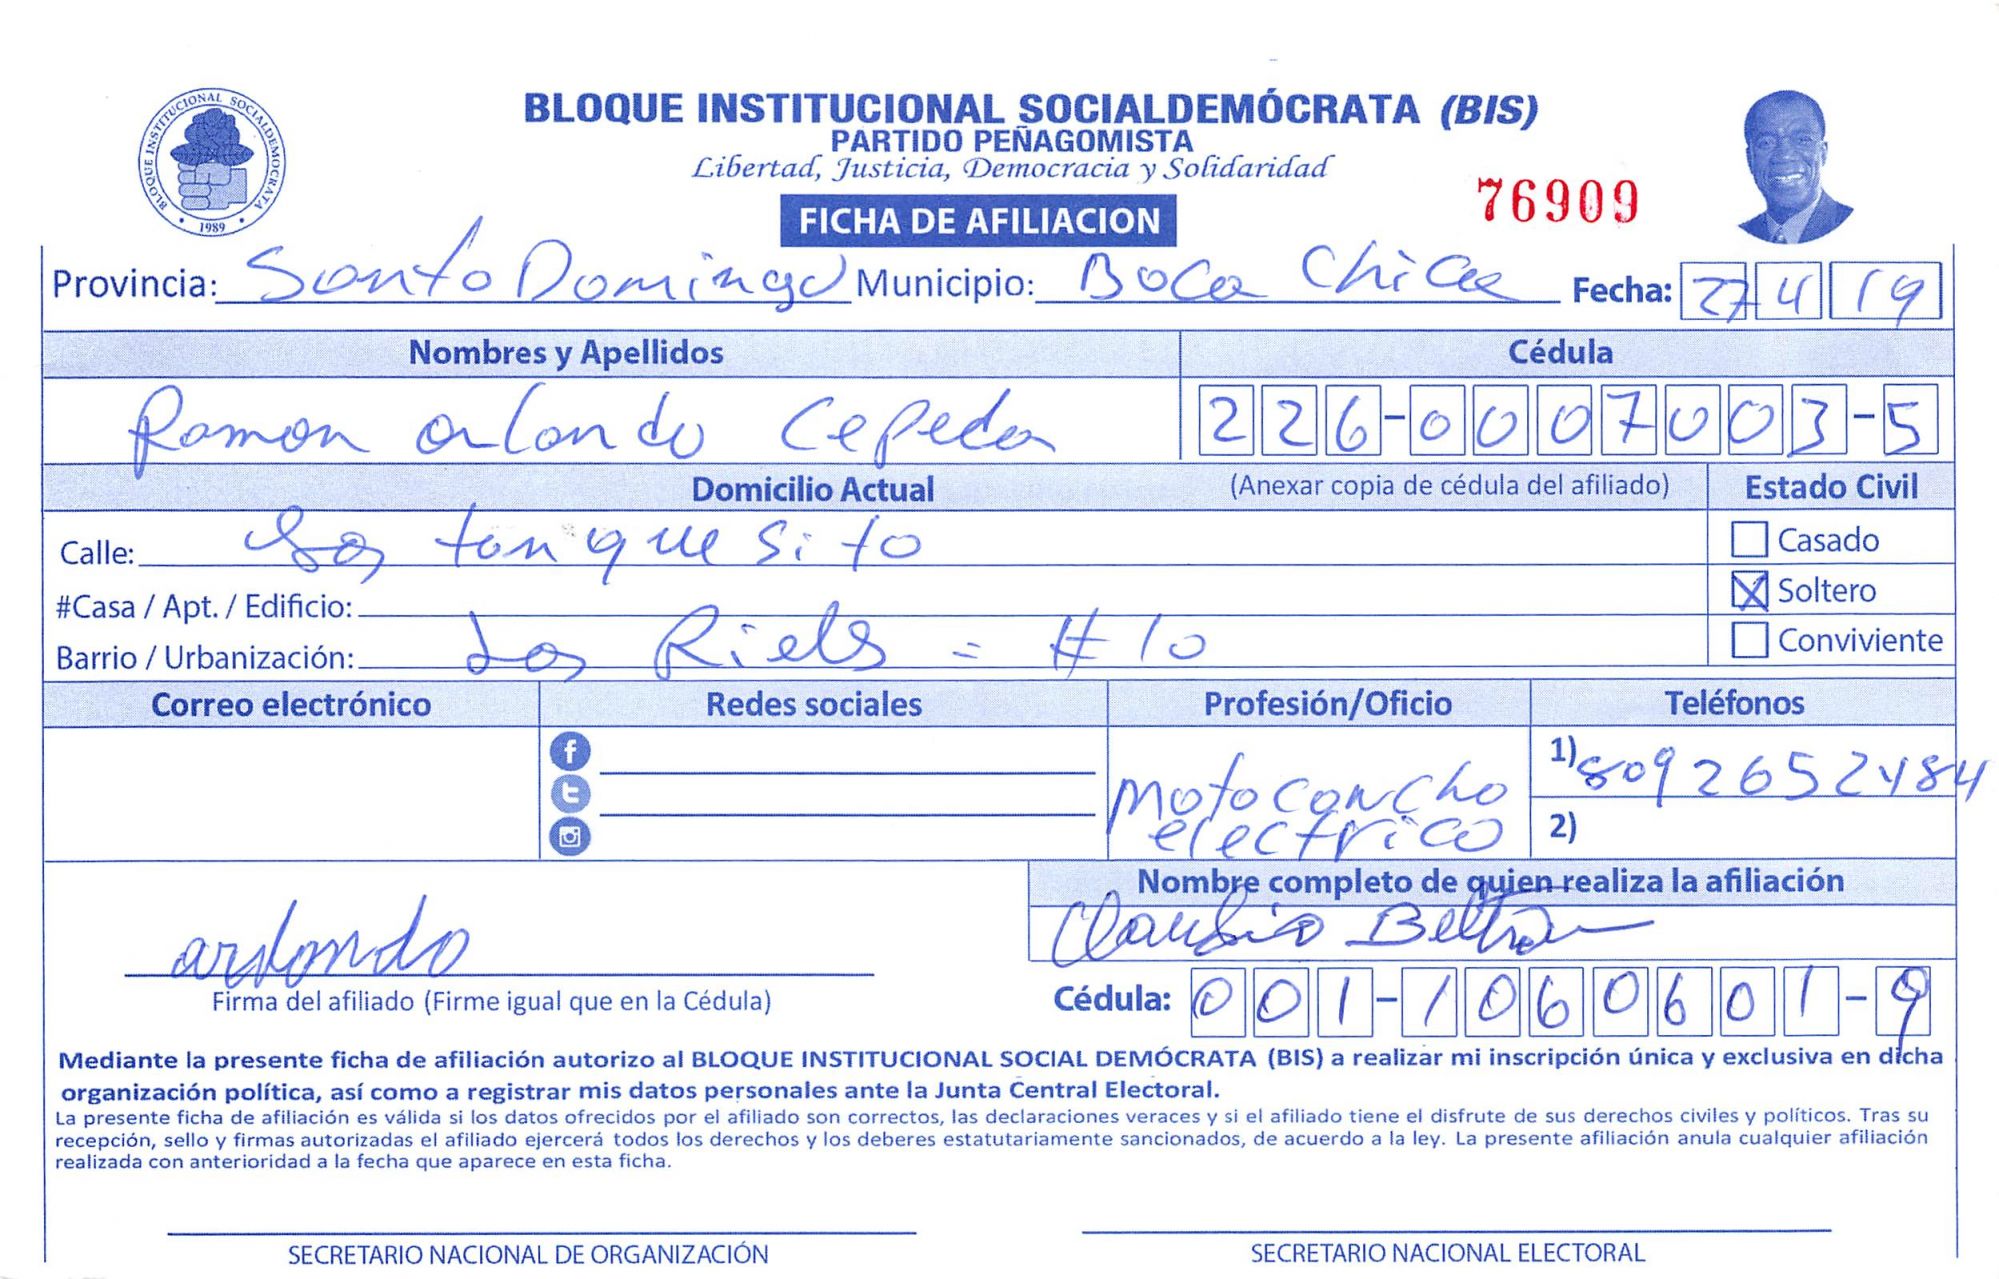 BLOQUE INSTITUCIONAL SOCIALDEMOCRATA
1989
BLOQUE INSTITUCIONAL SOCIALDEMÓCRATA (BIS)
PARTIDO PEÑAGOMISTA
Libertad, Justicia, Democracia y Solidaridad
76909
FICHA DE AFILIACION
Provincia: Santo Domingo Municipio: Boca Chica Fecha: 27 4 19
Nombres y Apellidos Cédula
Ramon orlando Cepeda 226-0007003-5
Domicilio Actual (Anexar copia de cédula del afiliado) Estado Civil
Calle: Los tanquesito Casado
#Casa / Apt. / Edificio: X Soltero
Barrio / Urbanización: Los Riels = #10 Conviviente
Correo electrónico Redes sociales Profesión/Oficio Teléfonos
motoconcho electrico 1) 8092652484
2)
Nombre completo de quien realiza la afiliación
Claudio Beltran
Firma del afiliado (Firme igual que en la Cédula) Cédula: 001-1060601-9
Mediante la presente ficha de afiliación autorizo al BLOQUE INSTITUCIONAL SOCIAL DEMÓCRATA (BIS) a realizar mi inscripción única y exclusiva en dicha
organización política, así como a registrar mis datos personales ante la Junta Central Electoral.
La presente ficha de afiliación es válida si los datos ofrecidos por el afiliado son correctos, las declaraciones veraces y si el afiliado tiene el disfrute de sus derechos civiles y políticos. Tras su
recepción, sello y firmas autorizadas el afiliado ejercerá todos los derechos y los deberes estatutariamente sancionados, de acuerdo a la ley. La presente afiliación anula cualquier afiliación
realizada con anterioridad a la fecha que aparece en esta ficha.
SECRETARIO NACIONAL DE ORGANIZACIÓN SECRETARIO NACIONAL ELECTORAL